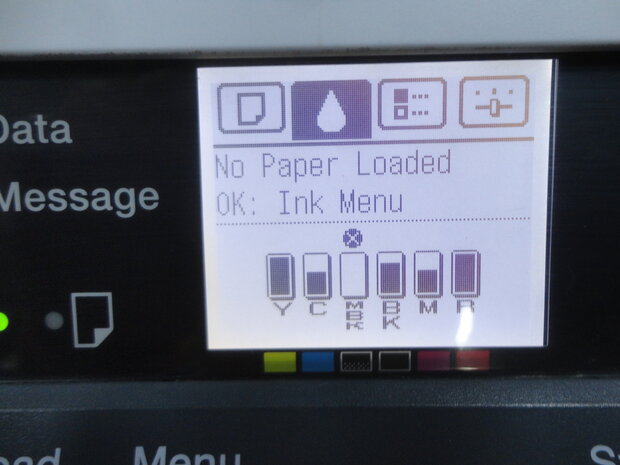 Data
Message
No Paper Loaded
OK: Ink Menu
Y C MBK BK M R
Menu